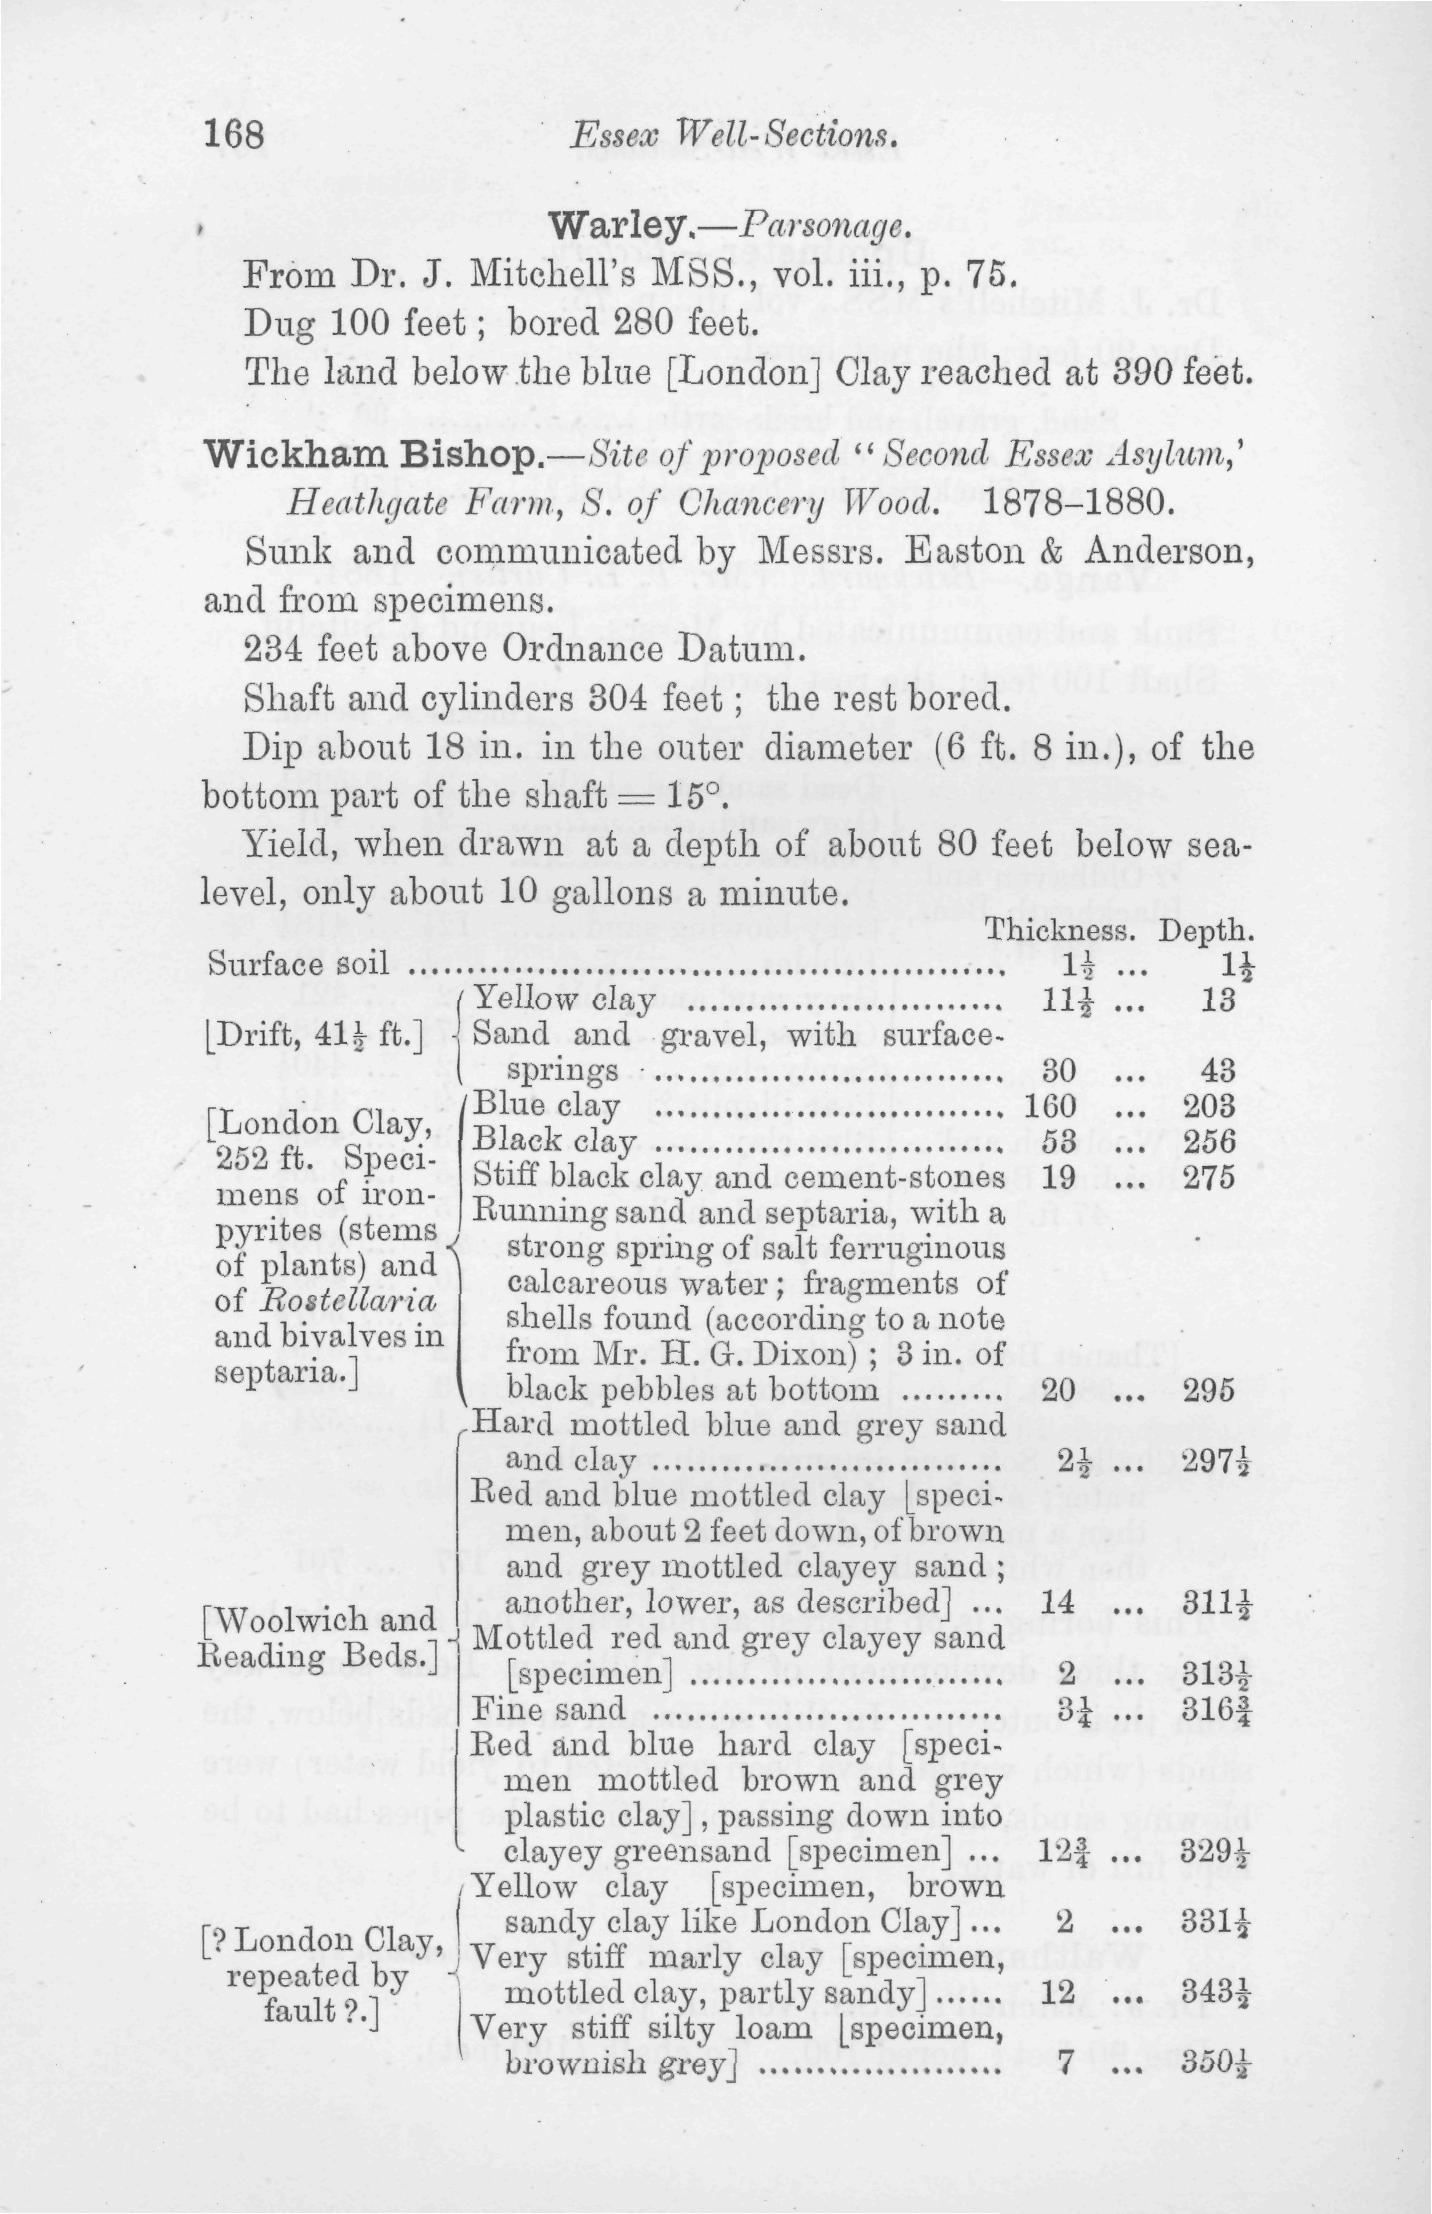 168 Essex Well-Sections.
Warley.—Parsonage.
From Dr. J. Mitchell's MSS., vol. iii., p. 75.
Dug 100 feet; bored 280 feet.
The land below the blue [London] Clay reached at 390 feet.
Wickham Bishop.—Site of proposed "Second Essex Asylum,'
Heathgate Farm, S. of Chancery Wood. 1878-1880.
Sunk and communicated by Messrs. Easton & Anderson,
and from specimens.
234 feet above Ordnance Datum.
Shaft and cylinders 304 feet; the rest bored.
Dip about 18 in. in the outer diameter (6 ft. 8 in.), of the
bottom part of the shaft = 15°.
Yield, when drawn at a depth of about 80 feet below sea-
level, only about 10 gallons a minute.
Thickness. Depth.
Surface soil ... 1½ ... 1½
[Drift, 41½ ft.]
Yellow clay ... 11½ ... 13
Sand and gravel, with surface-
springs ... 30 ... 43
[London Clay,
252 ft. Speci-
mens of iron-
pyrites (stems
of plants) and
of Rostellaria
and bivalves in
septaria.]
Blue clay ... 160 ... 203
Black clay ... 53 ... 256
Stiff black clay and cement-stones 19 ... 275
Running sand and septaria, with a
strong spring of salt ferruginous
calcareous water; fragments of
shells found (according to a note
from Mr. H. G. Dixon); 3 in. of
black pebbles at bottom ... 20 ... 295
[Woolwich and
Reading Beds.]
Hard mottled blue and grey sand
and clay ... 2½ ... 297½
Red and blue mottled clay [speci-
men, about 2 feet down, of brown
and grey mottled clayey sand;
another, lower, as described] ... 14 ... 311½
Mottled red and grey clayey sand
[specimen] ... 2 ... 313½
Fine sand ... 3¼ ... 316¾
Red and blue hard clay [speci-
men mottled brown and grey
plastic clay], passing down into
clayey greensand [specimen] ... 12¾ ... 329½
[? London Clay,
repeated by
fault ?.]
Yellow clay [specimen, brown
sandy clay like London Clay] ... 2 ... 331½
Very stiff marly clay [specimen,
mottled clay, partly sandy] ... 12 ... 343½
Very stiff silty loam [specimen,
brownish grey] ... 7 ... 350½